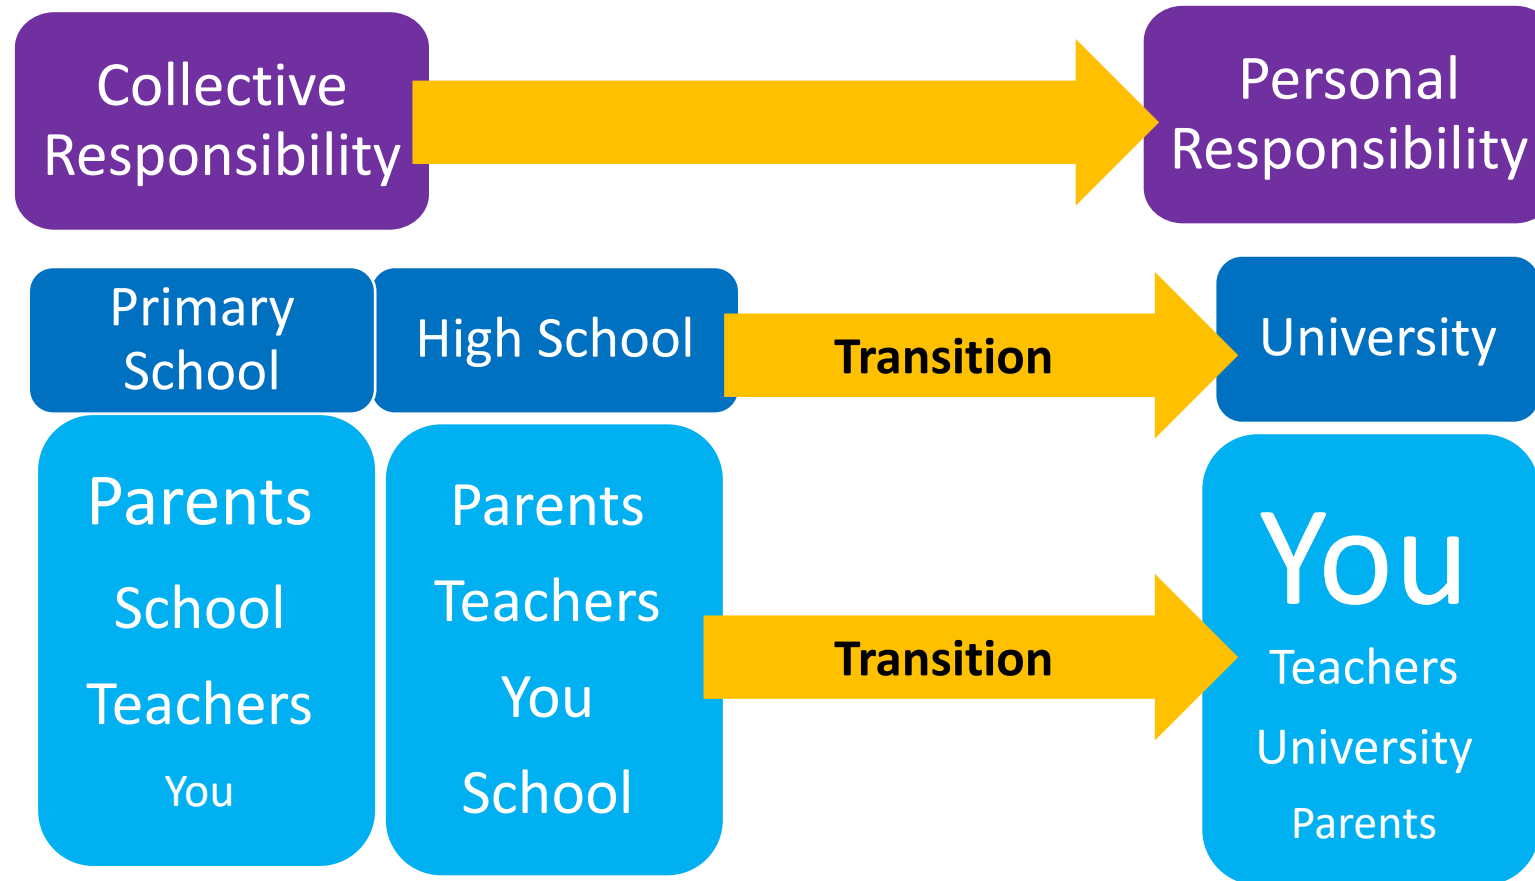 Collective
Responsibility
Personal
Responsibility
Primary
School
High School
Transition
University
Parents
School
Teachers
You
Parents
Teachers
You
School
Transition
You
Teachers
University
Parents